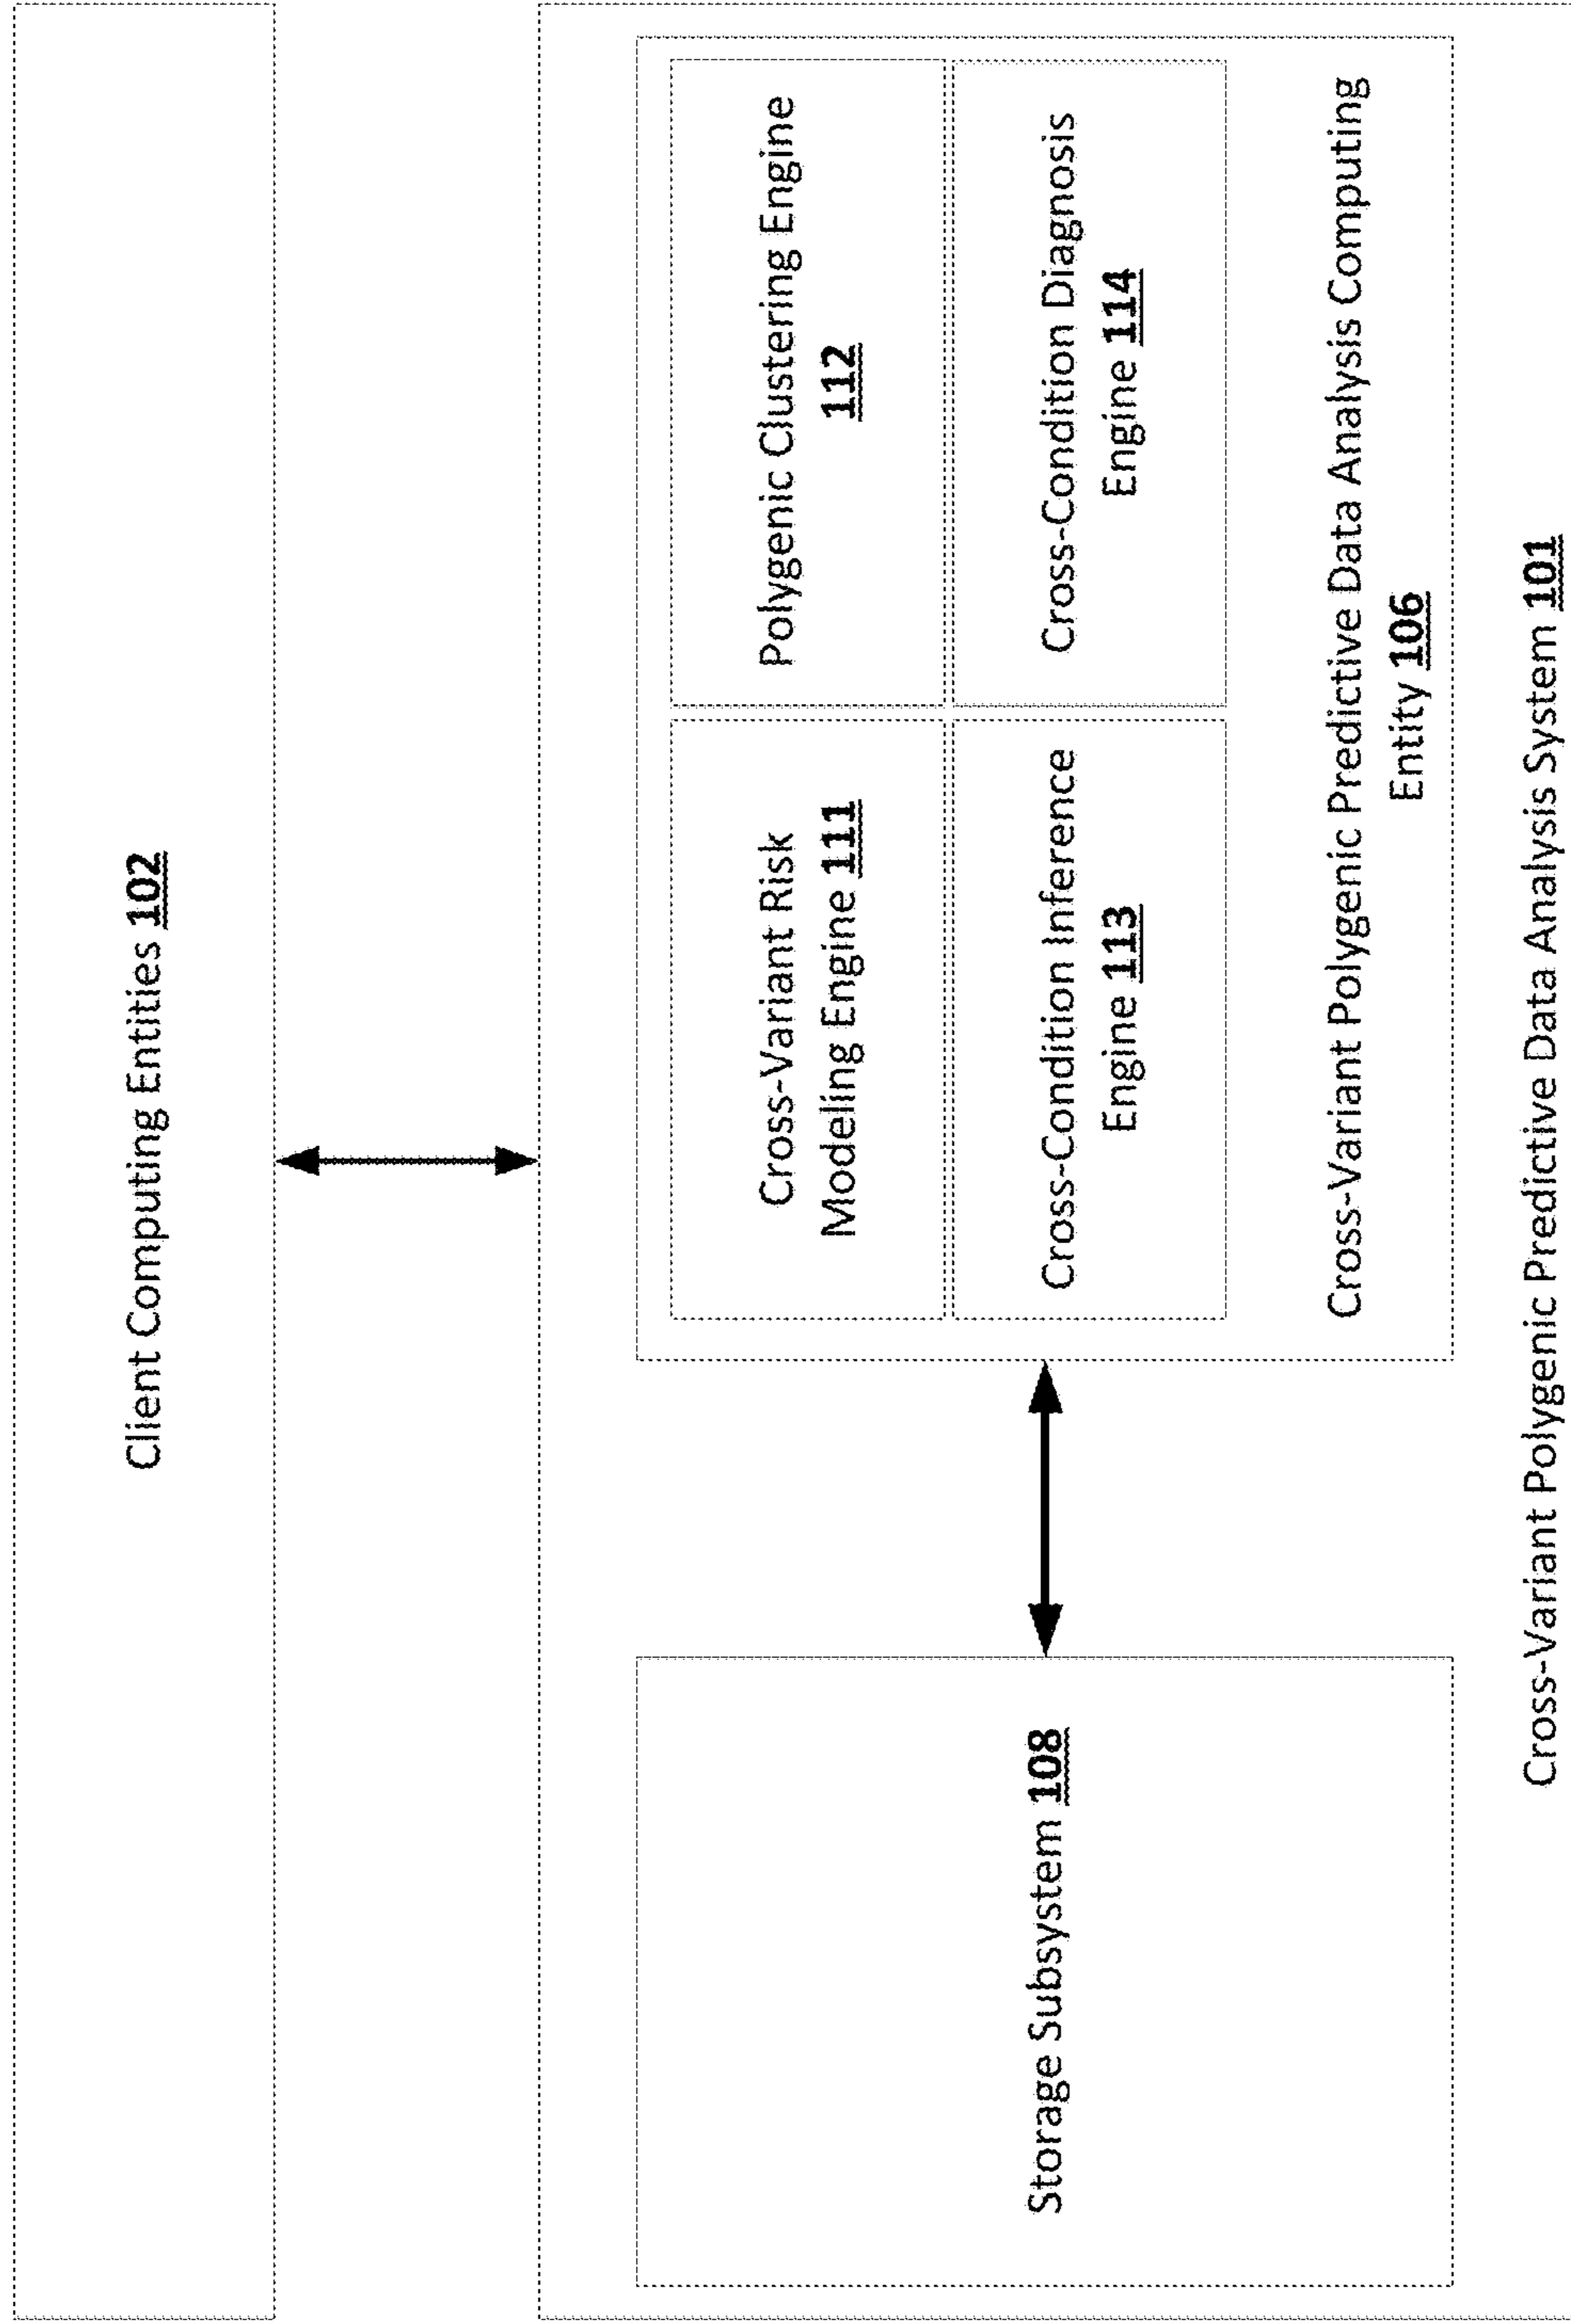 Client Computing Entities 102
Cross-Variant Risk
Modeling Engine 111
Polygenic Clustering Engine
112
Cross-Condition Inference
Engine 113
Cross-Condition Diagnosis
Engine 114
Storage Subsystem 108
Cross-Variant Polygenic Predictive Data Analysis Computing
Entity 106
Cross-Variant Polygenic Predictive Data Analysis System 101